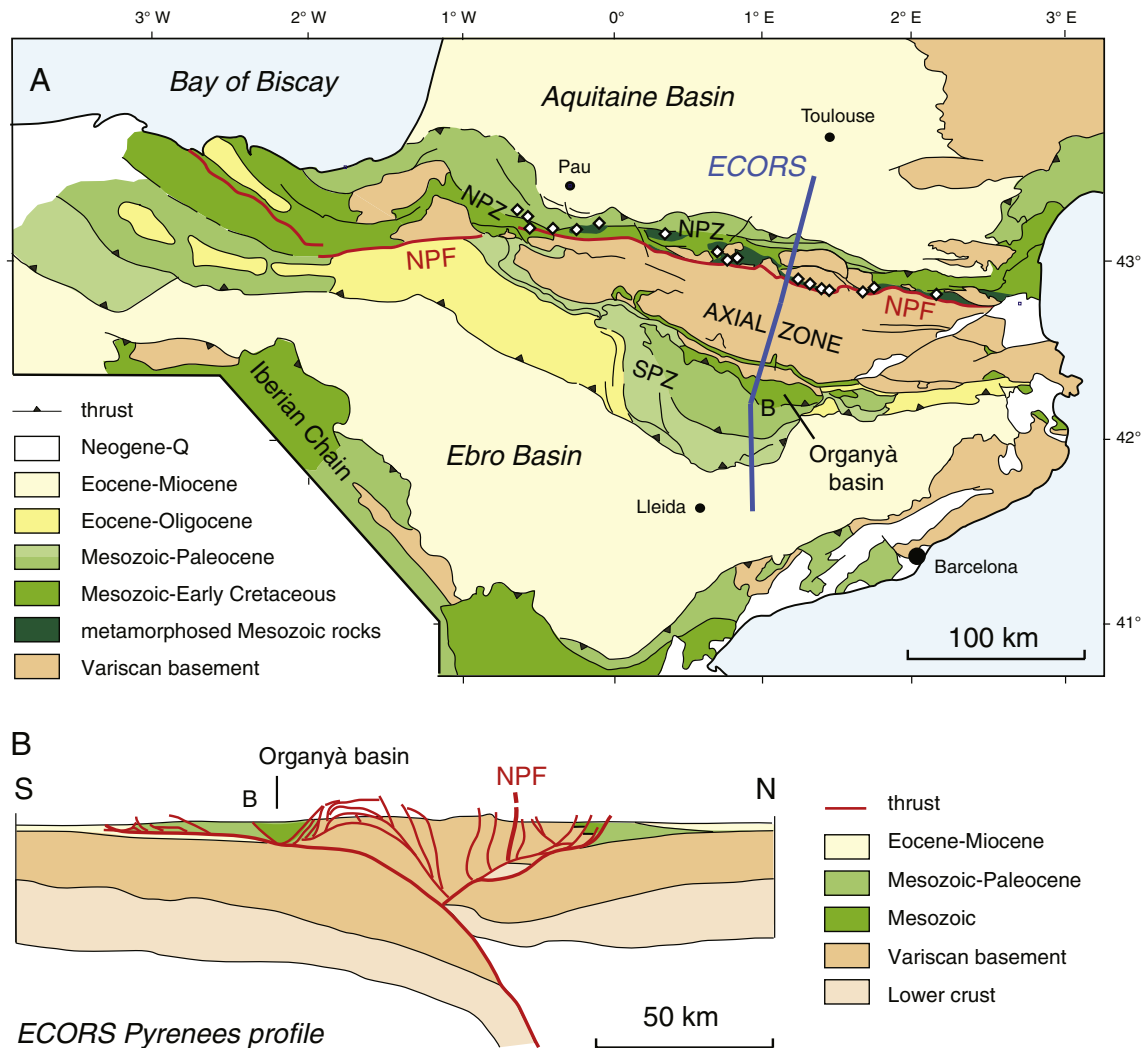 3° W
2° W
1° W
0°
1° E
2° E
3° E
A
Bay of Biscay
Aquitaine Basin
Toulouse
Pau
ECORS
NPZ
NPZ
NPF
43°
AXIAL ZONE
NPF
SPZ
B
Iberian Chain
Ebro Basin
Organyà
basin
42°
Lleida
Barcelona
41°
100 km
thrust
Neogene-Q
Eocene-Miocene
Eocene-Oligocene
Mesozoic-Paleocene
Mesozoic-Early Cretaceous
metamorphosed Mesozoic rocks
Variscan basement
B
S
Organyà basin
B
NPF
N
thrust
Eocene-Miocene
Mesozoic-Paleocene
Mesozoic
Variscan basement
Lower crust
ECORS Pyrenees profile
50 km